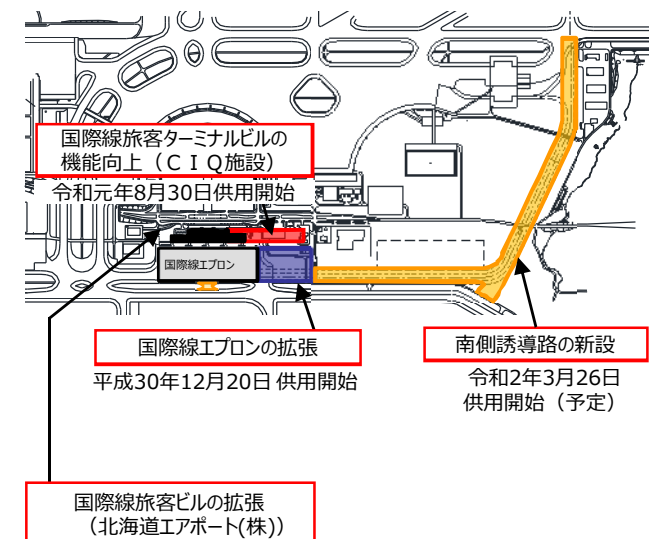 国際線旅客ターミナルビルの
機能向上（ＣＩＱ施設）
令和元年8月30日供用開始
国際線エプロン
国際線エプロンの拡張
平成30年12月20日 供用開始
南側誘導路の新設
令和2年3月26日
供用開始（予定）
国際線旅客ビルの拡張
（北海道エアポート(株)）